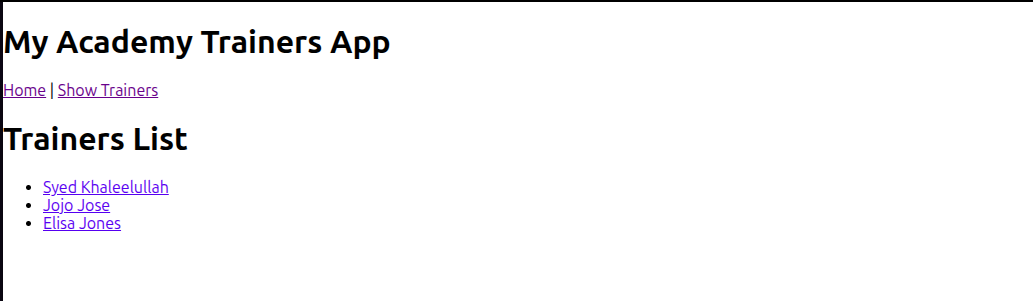 My Academy Trainers App
Home | Show Trainers
Trainers List
Syed Khaleelullah
Jojo Jose
Elisa Jones